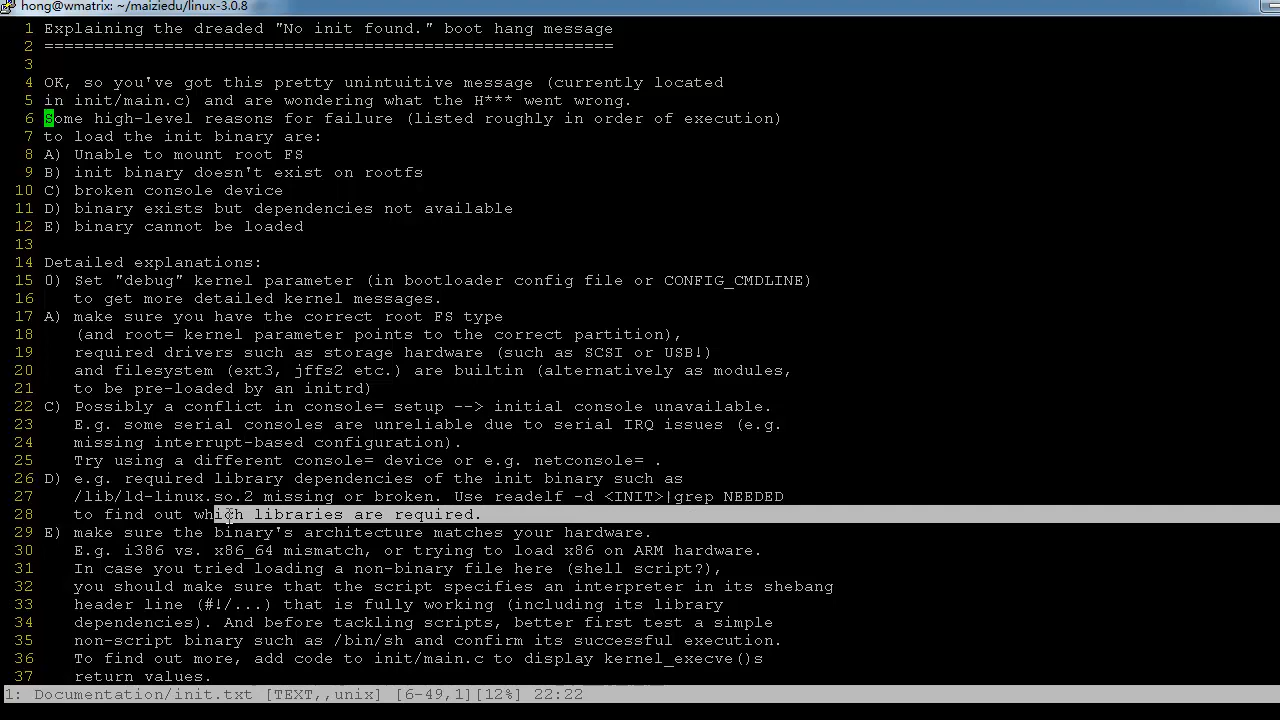 hong@wmatrix: ~/maiziedu/linux-3.0.8
1 Explaining the dreaded "No init found." boot hang message
2 =========================================================
3
4 OK, so you've got this pretty unintuitive message (currently located
5 in init/main.c) and are wondering what the H*** went wrong.
6 Some high-level reasons for failure (listed roughly in order of execution)
7 to load the init binary are:
8 A) Unable to mount root FS
9 B) init binary doesn't exist on rootfs
10 C) broken console device
11 D) binary exists but dependencies not available
12 E) binary cannot be loaded
13
14 Detailed explanations:
15 0) Set "debug" kernel parameter (in bootloader config file or CONFIG_CMDLINE)
16    to get more detailed kernel messages.
17 A) make sure you have the correct root FS type
18    (and root= kernel parameter points to the correct partition),
19    required drivers such as storage hardware (such as SCSI or USB!)
20    and filesystem (ext3, jffs2 etc.) are builtin (alternatively as modules,
21    to be pre-loaded by an initrd)
22 C) Possibly a conflict in console= setup --> initial console unavailable.
23    E.g. some serial consoles are unreliable due to serial IRQ issues (e.g.
24    missing interrupt-based configuration).
25    Try using a different console= device or e.g. netconsole= .
26 D) e.g. required library dependencies of the init binary such as
27    /lib/ld-linux.so.2 missing or broken. Use readelf -d <INIT>|grep NEEDED
28    to find out which libraries are required.
29 E) make sure the binary's architecture matches your hardware.
30    E.g. i386 vs. x86_64 mismatch, or trying to load x86 on ARM hardware.
31    In case you tried loading a non-binary file here (shell script?),
32    you should make sure that the script specifies an interpreter in its shebang
33    header line (#!/...) that is fully working (including its library
34    dependencies). And before tackling scripts, better first test a simple
35    non-script binary such as /bin/sh and confirm its successful execution.
36    To find out more, add code to init/main.c to display kernel_execve()s
37    return values.
1: Documentation/init.txt [TEXT,,unix] [6-49,1][12%] 22:22